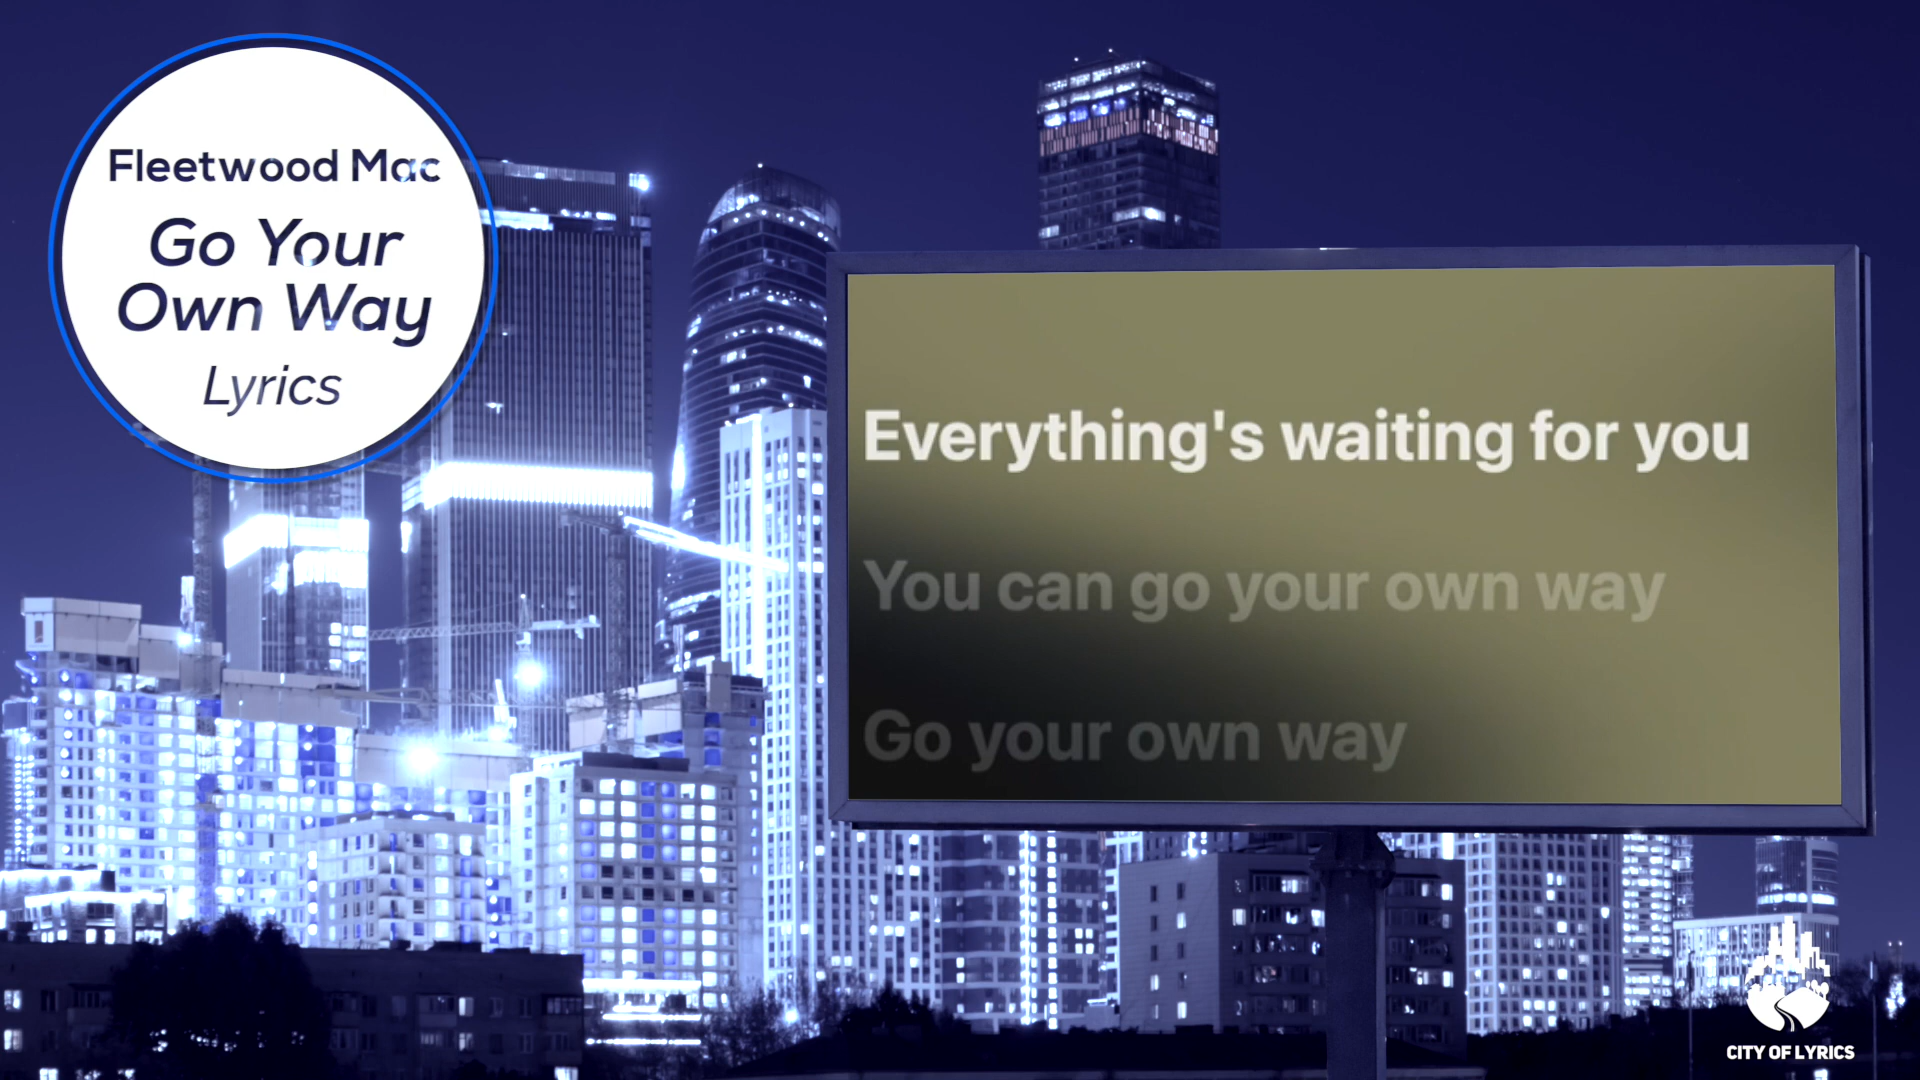 Fleetwood Mac
Go Your
Own Way
Lyrics
Everything's waiting for you
You can go your own way
Go your own way
CITY OF LYRICS